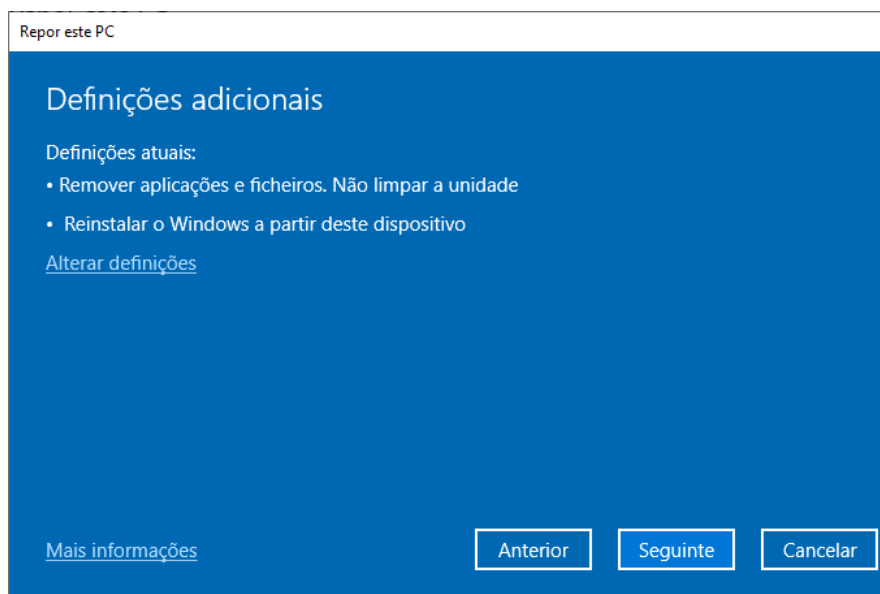 Repor este PC
Definições adicionais
Definições atuais:
• Remover aplicações e ficheiros. Não limpar a unidade
• Reinstalar o Windows a partir deste dispositivo
Alterar definições
Mais informações
Anterior
Seguinte
Cancelar